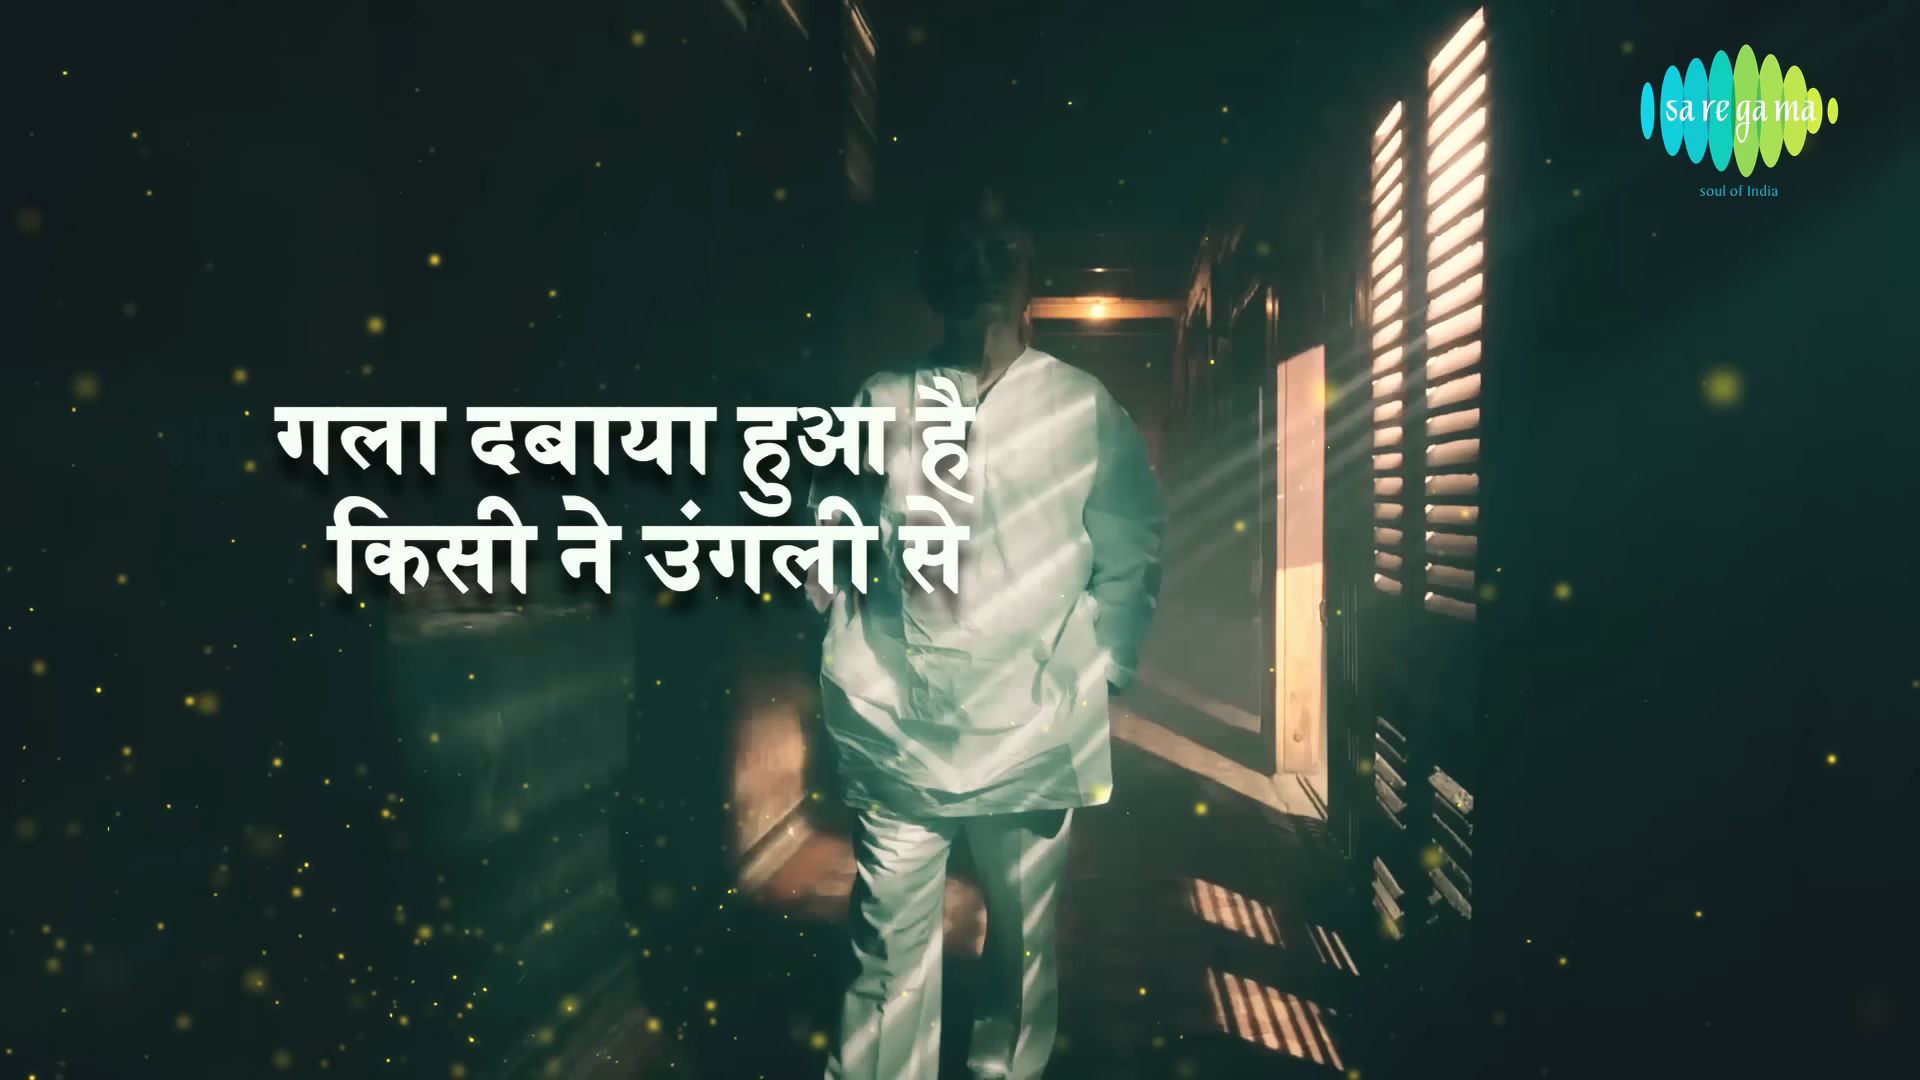 sa re ga ma
soul of India
गला दबाया हुआ है
किसी ने उंगली से